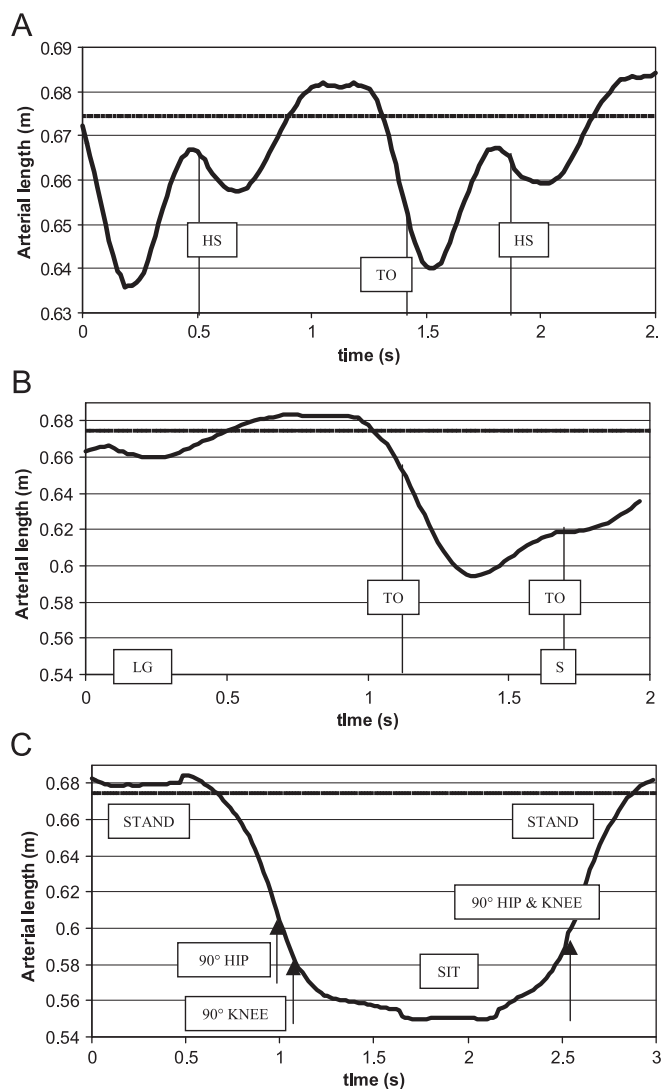 A
0.69
0.68
0.67
0.66
0.65
0.64
0.63
Arterial length (m)
HS
TO
HS
0 0.5 1 1.5 2 2.
time (s)
B
0.68
0.66
0.64
0.62
0.6
0.58
0.56
0.54
Arterial length (m)
TO TO
LG S
0 0.5 1 1.5 2
time (s)
C
0.68
0.66
0.64
0.62
0.6
0.58
0.56
0.54
Arterial length (m)
STAND STAND
90° HIP & KNEE
90° HIP
SIT
90° KNEE
0 0.5 1 1.5 2 2.5 3
time (s)